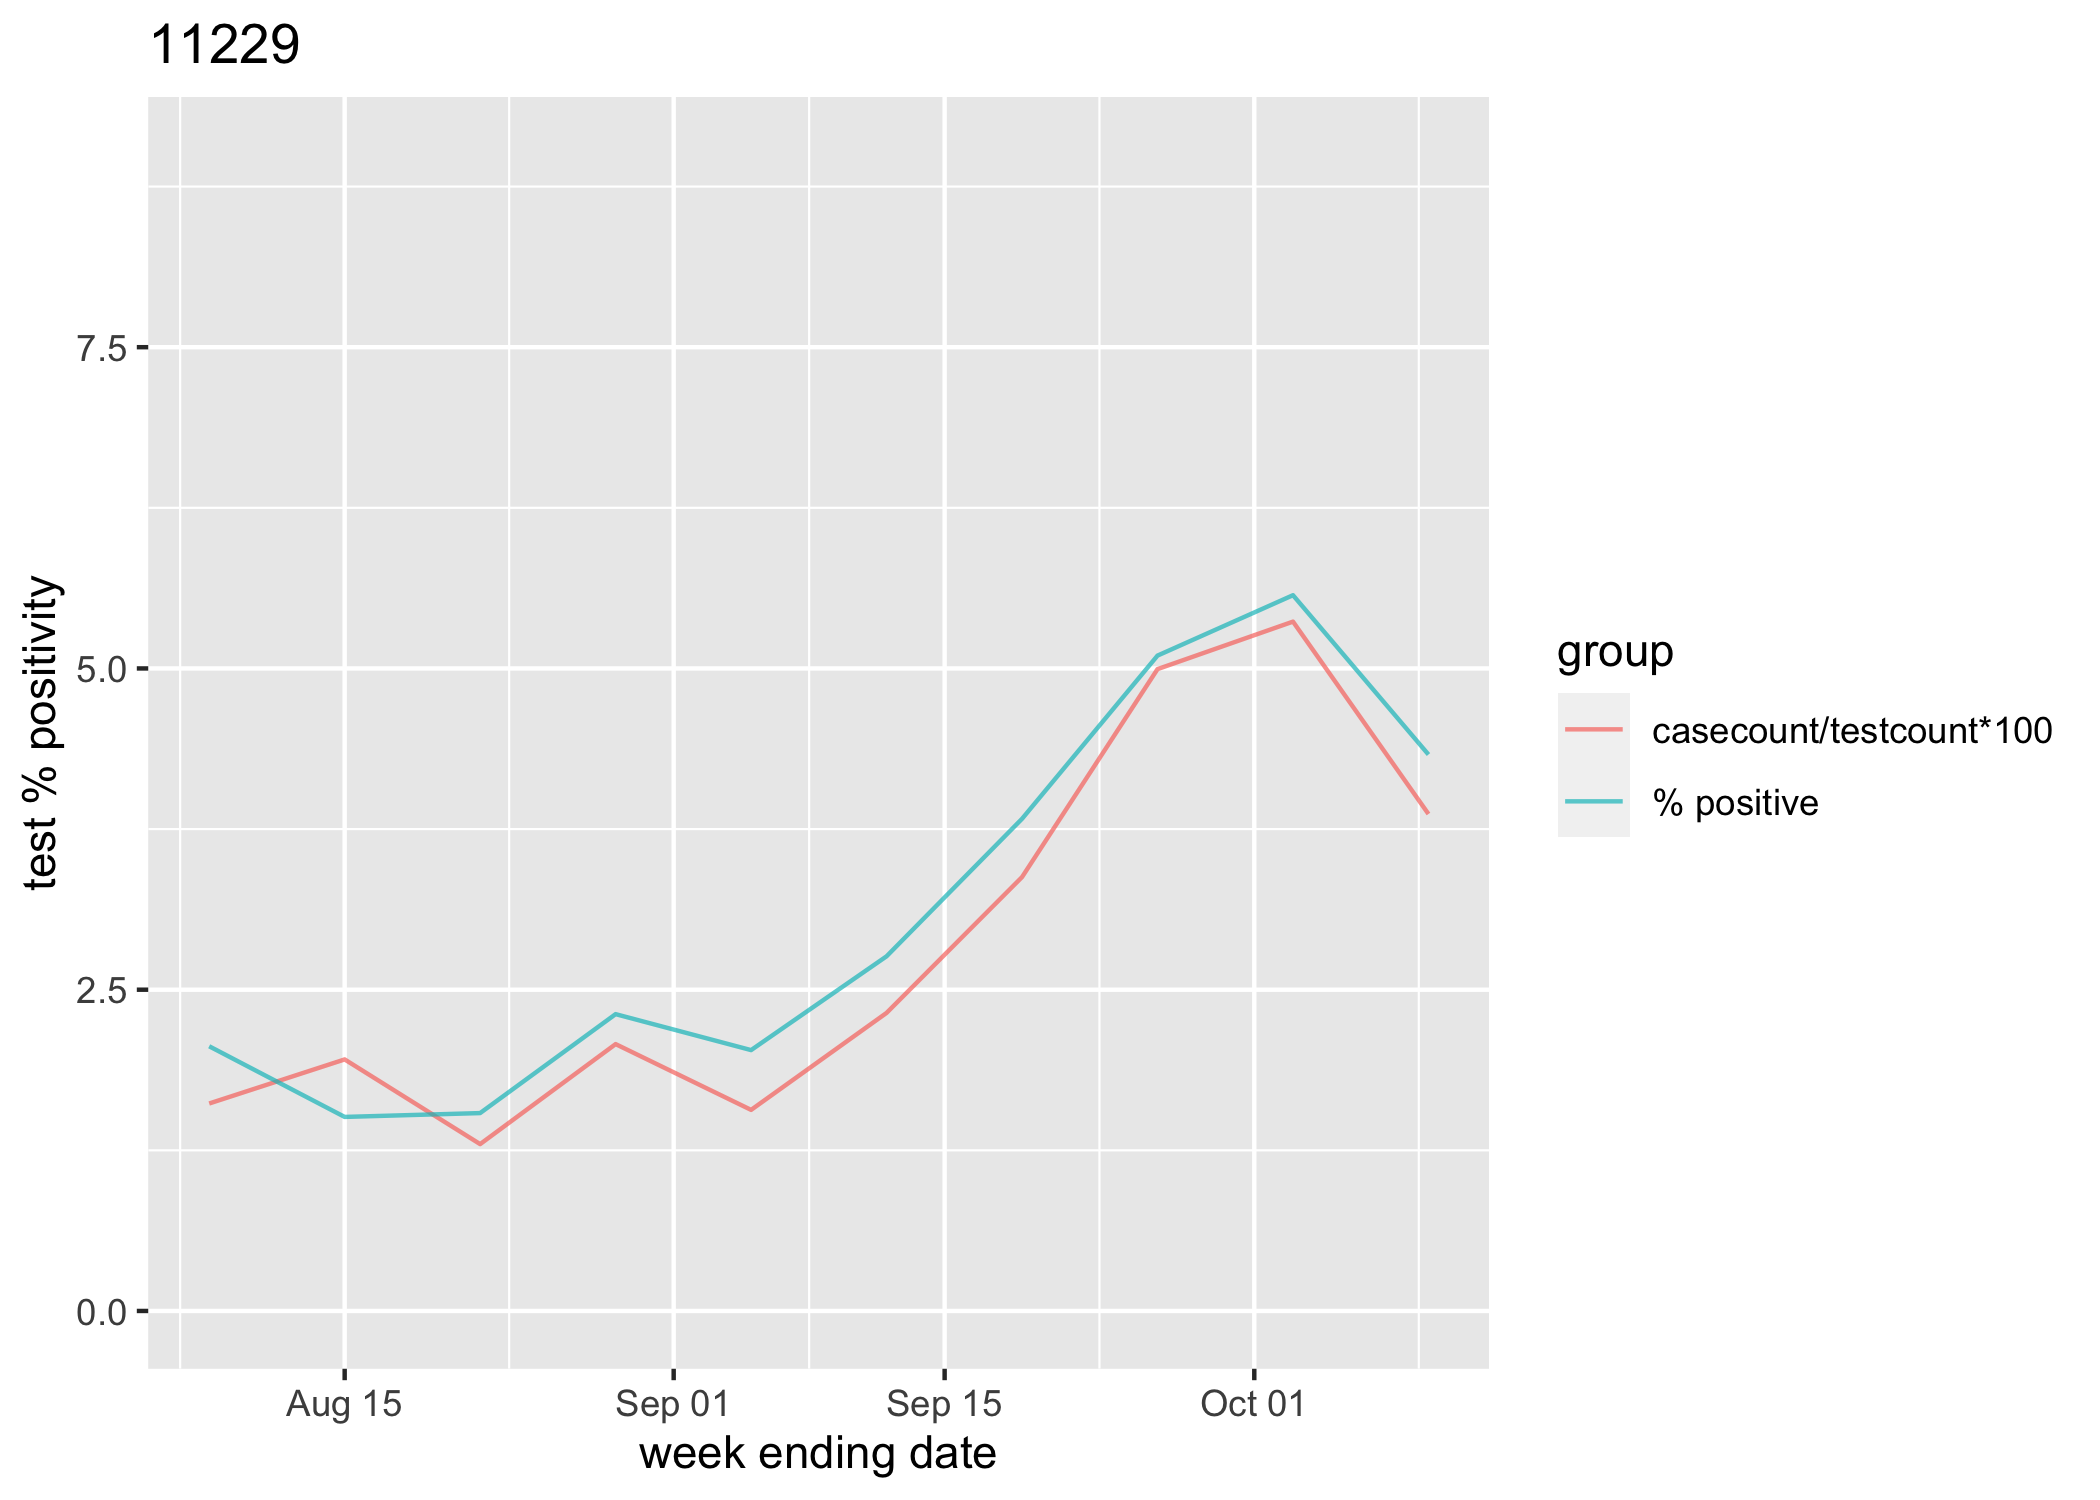 11229
7.5
5.0
2.5
0.0
test % positivity
Aug 15
Sep 01
Sep 15
Oct 01
week ending date
group
casecount/testcount*100
% positive